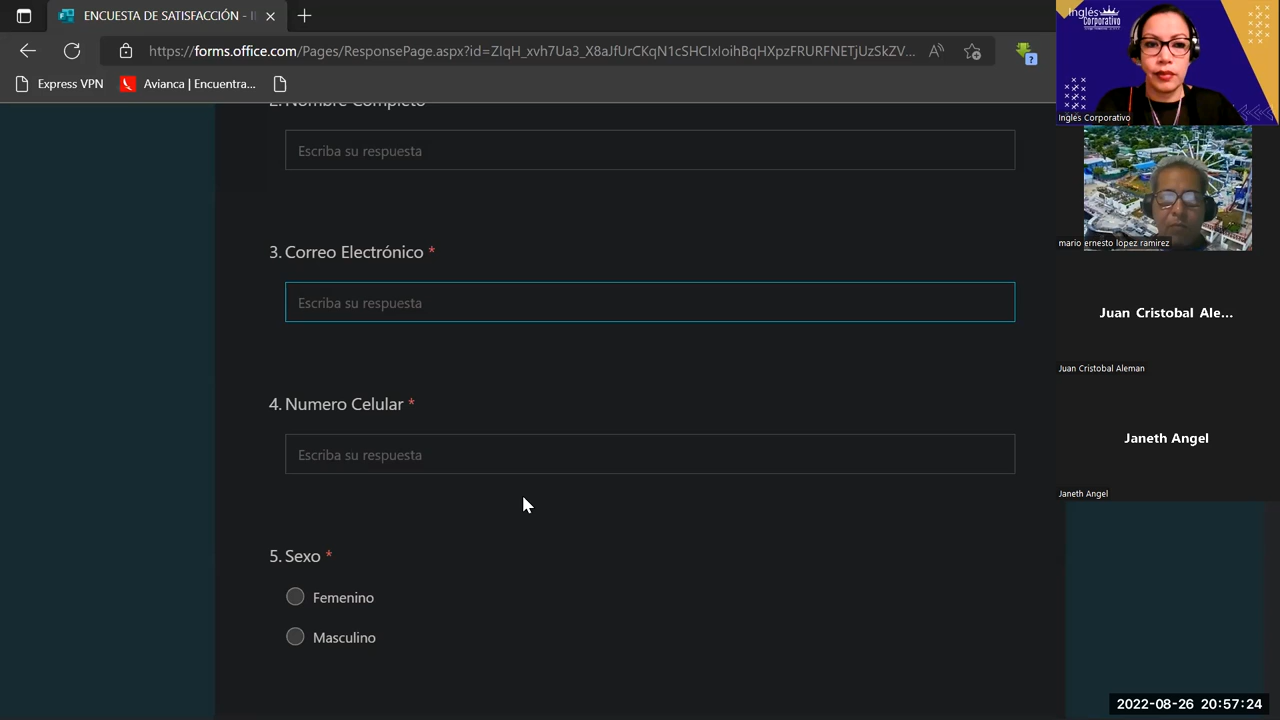 ENCUESTA DE SATISFACCIÓN - I
https://forms.office.com/Pages/ResponsePage.aspx?id=
Express VPN
Avianca | Encuentra...
2. Nombre Completo
Escriba su respuesta
3. Correo Electrónico *
Escriba su respuesta
4. Numero Celular *
Escriba su respuesta
5. Sexo *
Femenino
Masculino
Inglés
Corporativo
Inglés Corporativo
mario ernesto lopez ramirez
Juan Cristobal Ale...
Juan Cristobal Aleman
Janeth Angel
Janeth Angel
2022-08-26 20:57:24